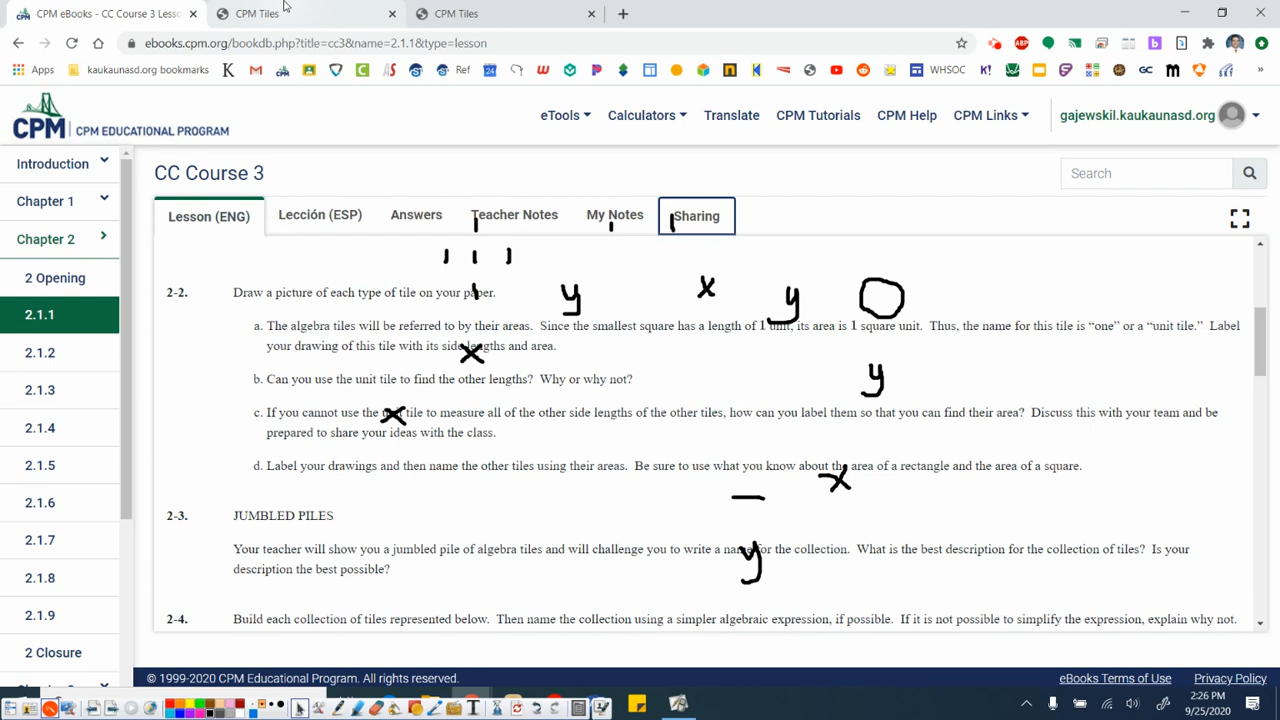 CPM eBooks - CC Course 3 Lesso
CPM Tiles
CPM Tiles
ebooks.cpm.org/bookdb.php?title=cc3&name=2.1.1&type=lesson
Apps
kaukaunasd.org bookmarks
Ref
WHSOC
CPM
CPM EDUCATIONAL PROGRAM
eTools
Calculators
Translate
CPM Tutorials
CPM Help
CPM Links
gajewskil.kaukaunasd.org
Introduction
Chapter 1
Chapter 2
2 Opening
2.1.1
2.1.2
2.1.3
2.1.4
2.1.5
2.1.6
2.1.7
2.1.8
2.1.9
2 Closure
CC Course 3
Search
Lesson (ENG)
Lección (ESP)
Answers
Teacher Notes
My Notes
Sharing
1 1 1
1 1 1
1 y x y
2-2. Draw a picture of each type of tile on your paper.
a. The algebra tiles will be referred to by their areas. Since the smallest square has a length of 1 unit, its area is 1 square unit. Thus, the name for this tile is “one” or a “unit tile.” Label
your drawing of this tile with its side lengths and area.
x y
b. Can you use the unit tile to find the other lengths? Why or why not?
x
c. If you cannot use the unit tile to measure all of the other side lengths of the other tiles, how can you label them so that you can find their area? Discuss this with your team and be
prepared to share your ideas with the class.
d. Label your drawings and then name the other tiles using their areas. Be sure to use what you know about the area of a rectangle and the area of a square.
-x
2-3. JUMBLED PILES
Your teacher will show you a jumbled pile of algebra tiles and will challenge you to write a name for the collection. What is the best description for the collection of tiles? Is your
description the best possible?
y
2-4. Build each collection of tiles represented below. Then name the collection using a simpler algebraic expression, if possible. If it is not possible to simplify the expression, explain why not.
© 1999-2020 CPM Educational Program. All rights reserved.
eBooks Terms of Use
Privacy Policy
2:26 PM
9/25/2020